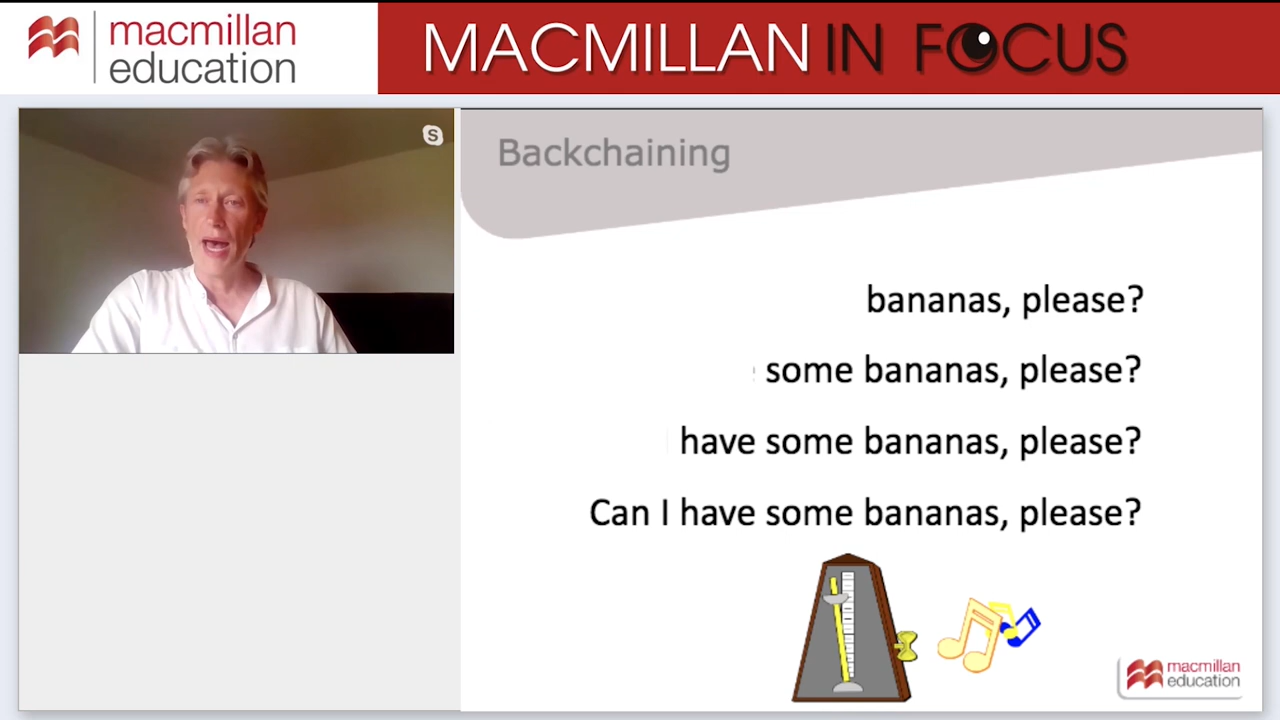 macmillan
education
MACMILLAN IN FOCUS
S
Backchaining
bananas, please?
some bananas, please?
have some bananas, please?
Can I have some bananas, please?
macmillan
education